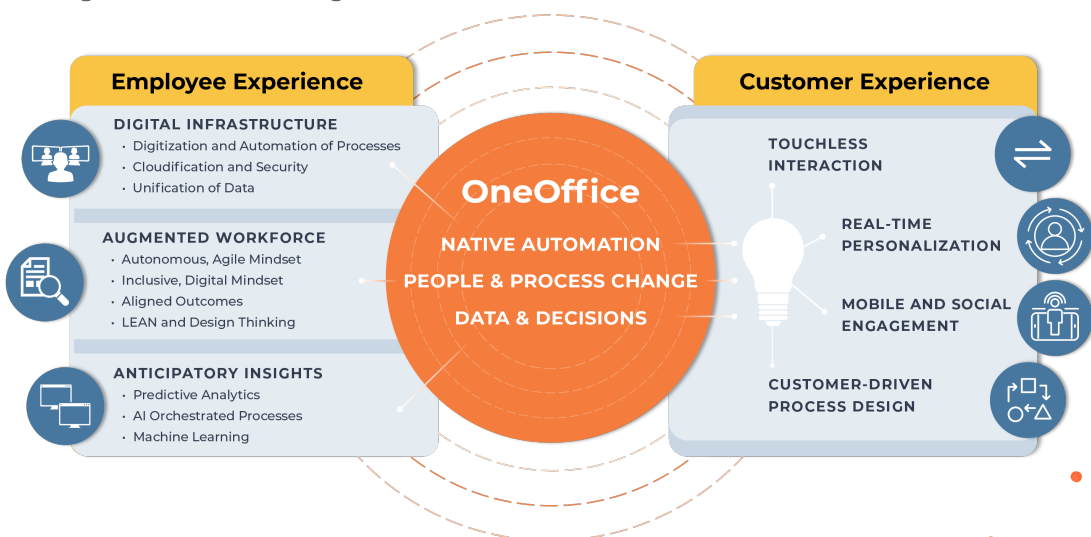 Employee Experience
DIGITAL INFRASTRUCTURE
• Digitization and Automation of Processes
• Cloudification and Security
• Unification of Data
AUGMENTED WORKFORCE
• Autonomous, Agile Mindset
• Inclusive, Digital Mindset
• Aligned Outcomes
• LEAN and Design Thinking
ANTICIPATORY INSIGHTS
• Predictive Analytics
• AI Orchestrated Processes
• Machine Learning
OneOffice
NATIVE AUTOMATION
PEOPLE & PROCESS CHANGE
DATA & DECISIONS
Customer Experience
TOUCHLESS
INTERACTION
REAL-TIME
PERSONALIZATION
MOBILE AND SOCIAL
ENGAGEMENT
CUSTOMER-DRIVEN
PROCESS DESIGN